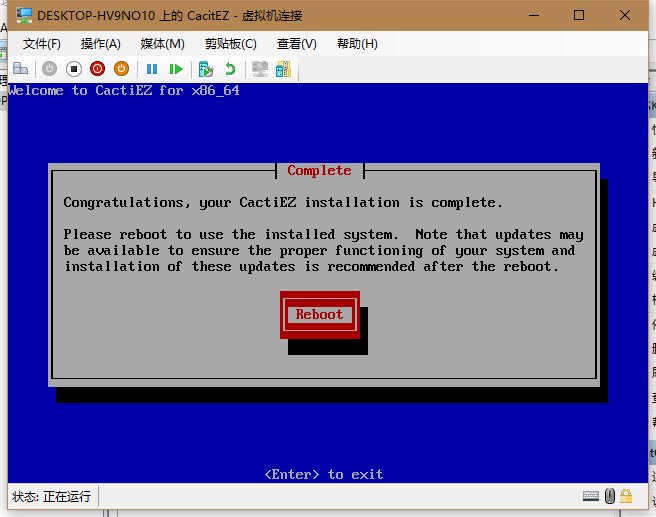 DESKTOP-HV9NO10 上的 CacitEZ - 虚拟机连接
文件(F) 操作(A) 媒体(M) 剪贴板(C) 查看(V) 帮助(H)
Welcome to CactiEZ for x86_64
Complete
Congratulations, your CactiEZ installation is complete.
Please reboot to use the installed system.  Note that updates may
be available to ensure the proper functioning of your system and
installation of these updates is recommended after the reboot.
Reboot
<Enter> to exit
状态: 正在运行